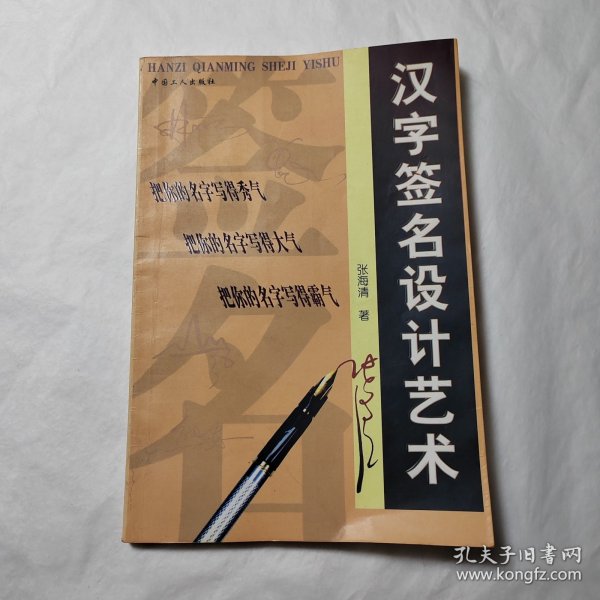 HANZI QIANMING SHEJI YISHU
中国工人出版社
签名
把你的名字写得秀气
把你的名字写得大气
把你的名字写得霸气
汉字签名设计艺术
张海清 著
孔夫子旧书网
www.kongfz.com